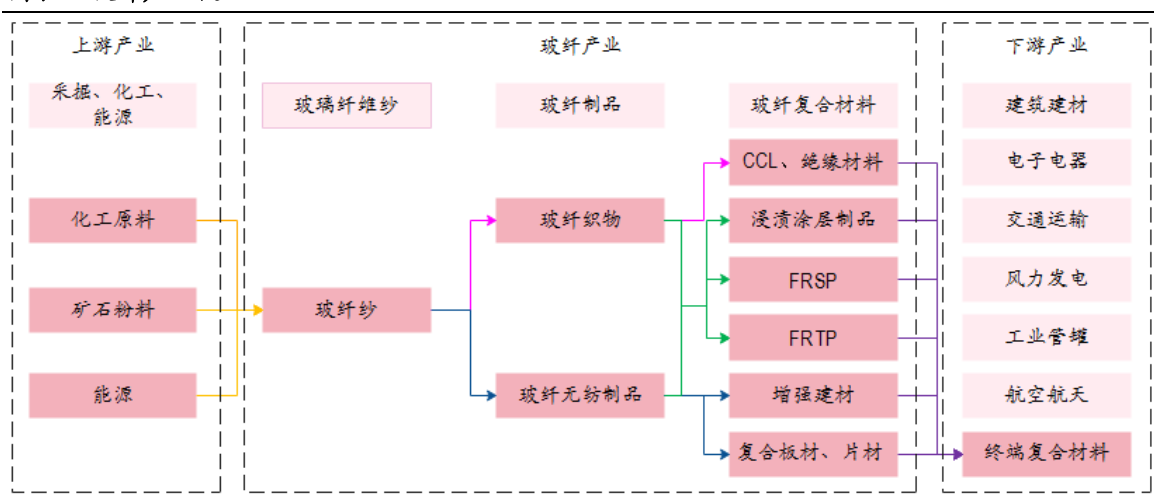 上游产业
采掘、化工、
能源
化工原料
矿石粉料
能源
玻纤产业
玻璃纤维纱
玻纤制品
玻纤复合材料
玻纤纱
玻纤织物
玻纤无纺制品
CCL、绝缘材料
浸渍涂层制品
FRSP
FRTP
增强建材
复合板材、片材
下游产业
建筑建材
电子电器
交通运输
风力发电
工业管罐
航空航天
终端复合材料